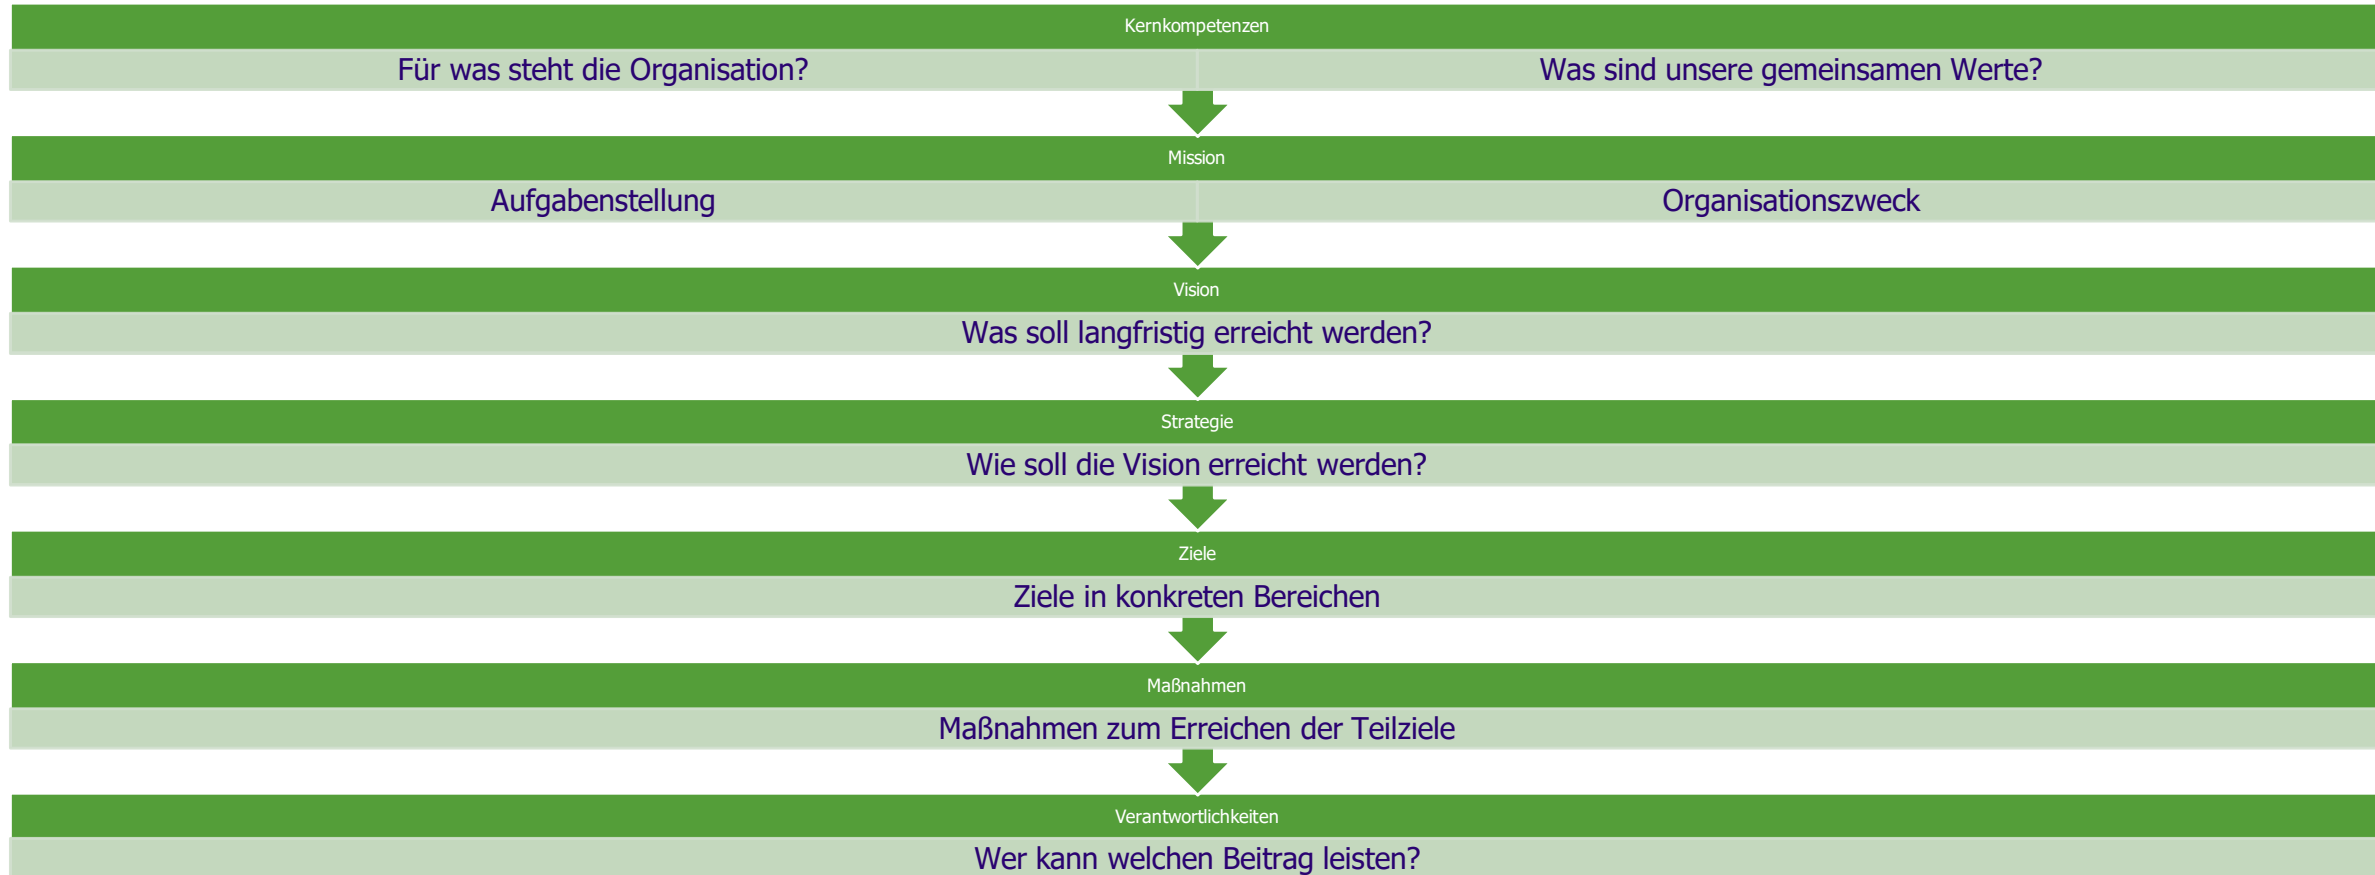 Kernkompetenzen
Für was steht die Organisation?
Was sind unsere gemeinsamen Werte?
Mission
Aufgabenstellung
Organisationszweck
Vision
Was soll langfristig erreicht werden?
Strategie
Wie soll die Vision erreicht werden?
Ziele
Ziele in konkreten Bereichen
Maßnahmen
Maßnahmen zum Erreichen der Teilziele
Verantwortlichkeiten
Wer kann welchen Beitrag leisten?